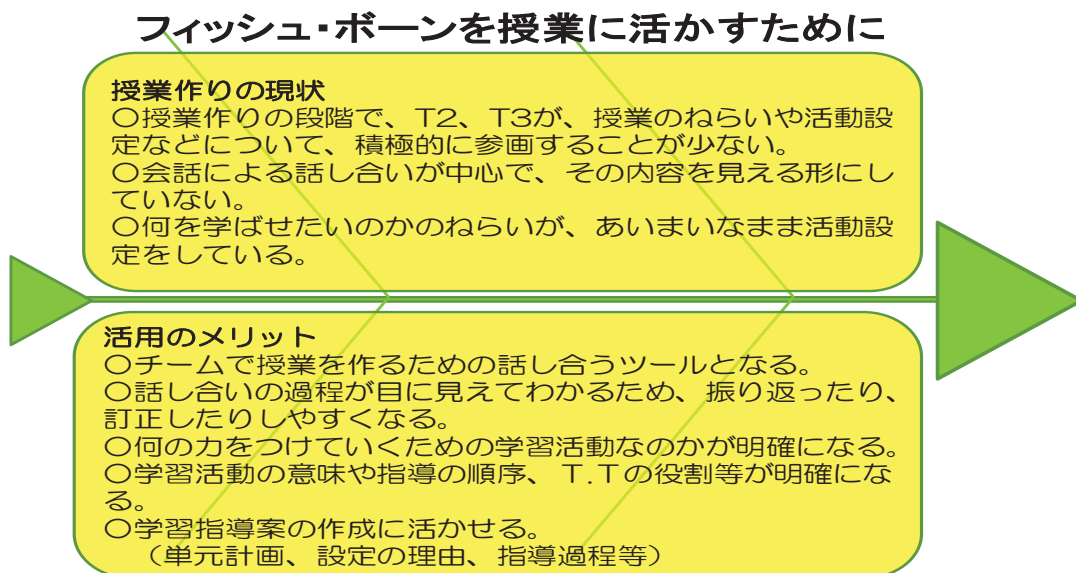 フィッシュ・ボーンを授業に活かすために
授業作りの現状
〇授業作りの段階で、T2、T3が、授業のねらいや活動設
定などについて、積極的に参画することが少ない。
〇会話による話し合いが中心で、その内容を見える形にし
ていない。
〇何を学ばせたいのかのねらいが、あいまいなまま活動設
定をしている。
活用のメリット
〇チームで授業を作るための話し合うツールとなる。
〇話し合いの過程が目に見えてわかるため、振り返ったり、
訂正したりしやすくなる。
〇何の力をつけていくための学習活動なのかが明確になる。
〇学習活動の意味や指導の順序、T.Tの役割等が明確にな
る。
〇学習指導案の作成に活かせる。
（単元計画、設定の理由、指導過程等）